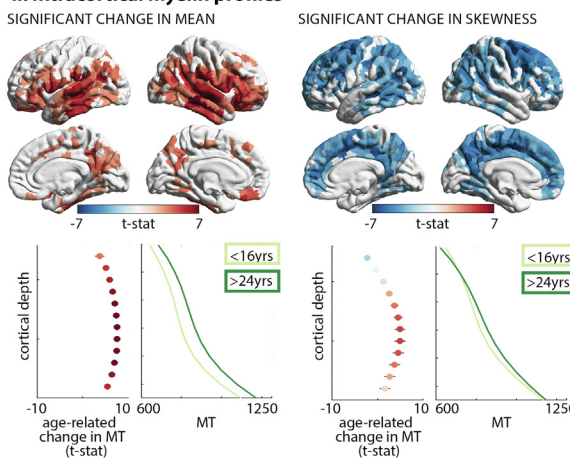 SIGNIFICANT CHANGE IN MEAN
SIGNIFICANT CHANGE IN SKEWNESS
-7 t-stat 7
-7 t-stat 7
<16yrs
>24yrs
cortical depth
-10 10
age-related
change in MT
(t-stat)
600 1250
MT
<16yrs
>24yrs
cortical depth
-10 10
age-related
change in MT
(t-stat)
600
MT